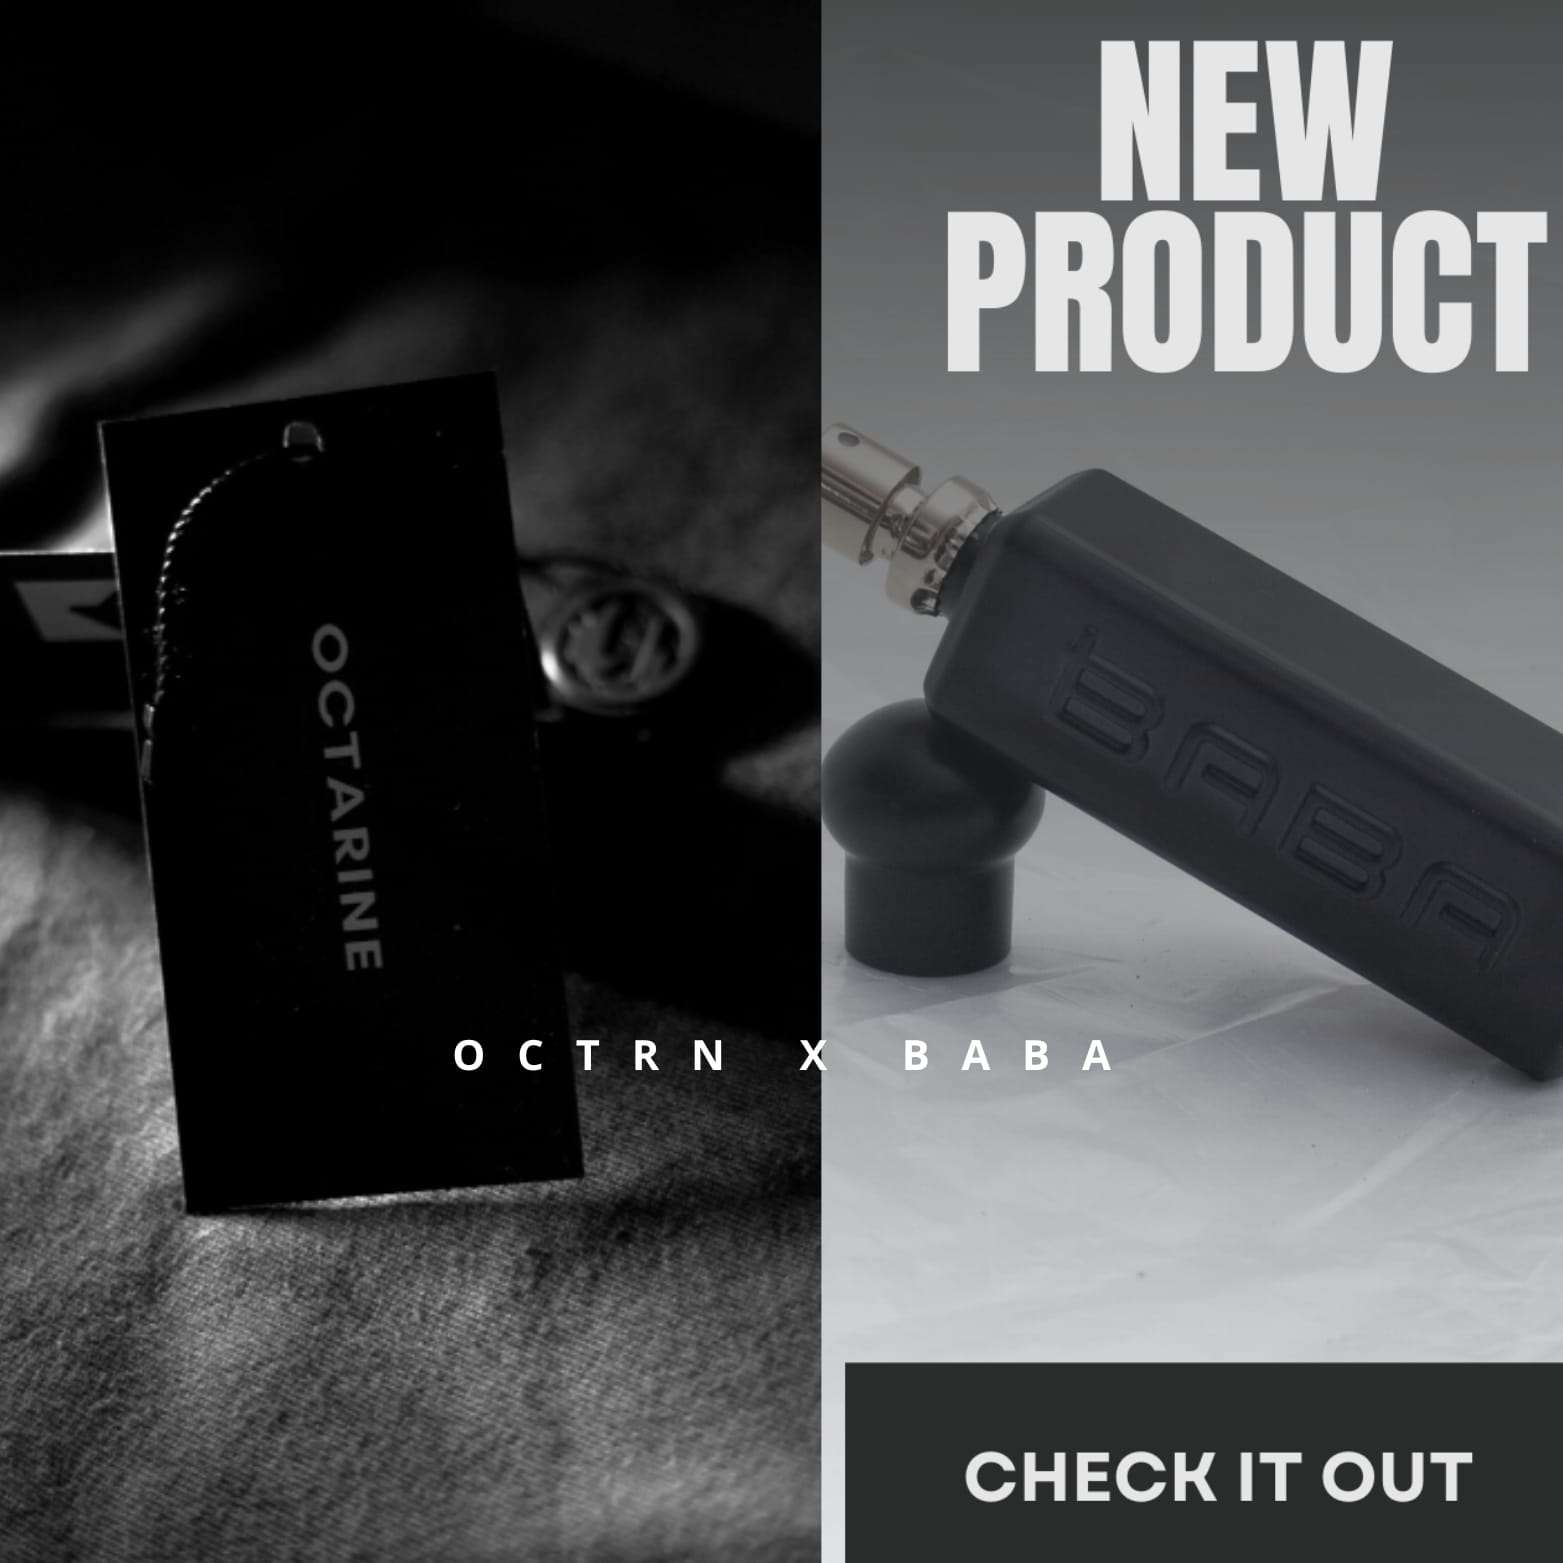 NEW
PRODUCT
OCTARINE
BABA
OCTRN X BABA
CHECK IT OUT